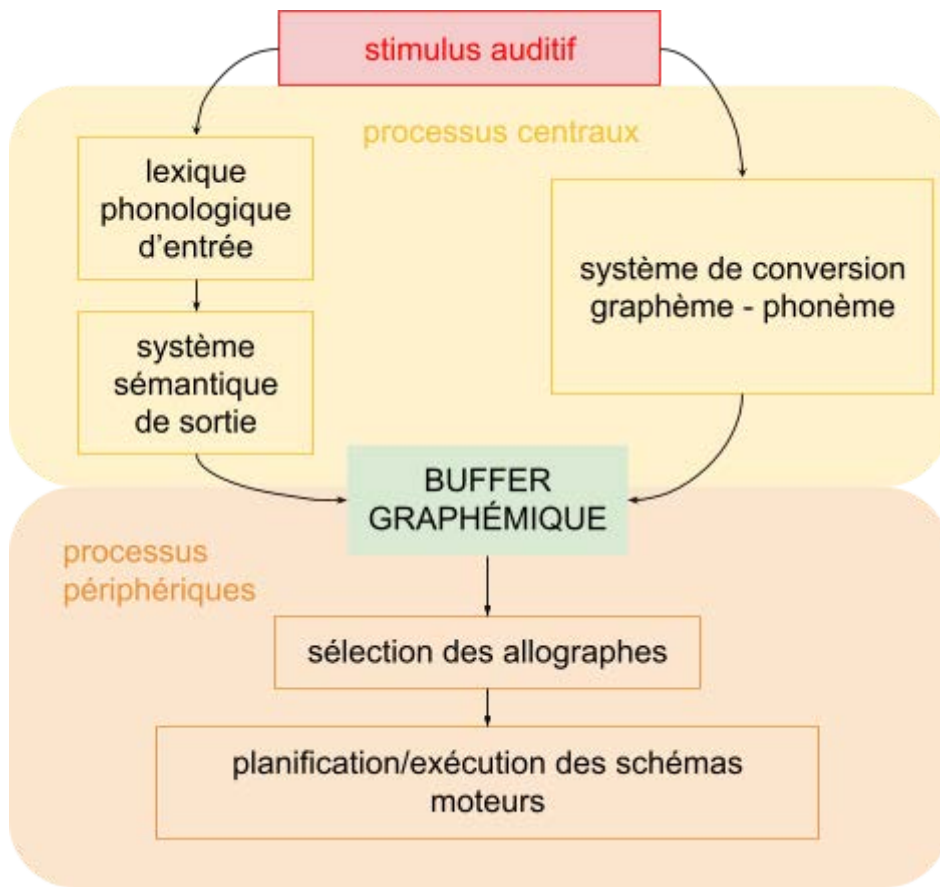 stimulus auditif
processus centraux
lexique
phonologique
d'entrée
système de conversion
graphème - phonème
système
sémantique
de sortie
BUFFER
GRAPHÉMIQUE
processus
périphériques
sélection des allographes
planification/exécution des schémas
moteurs